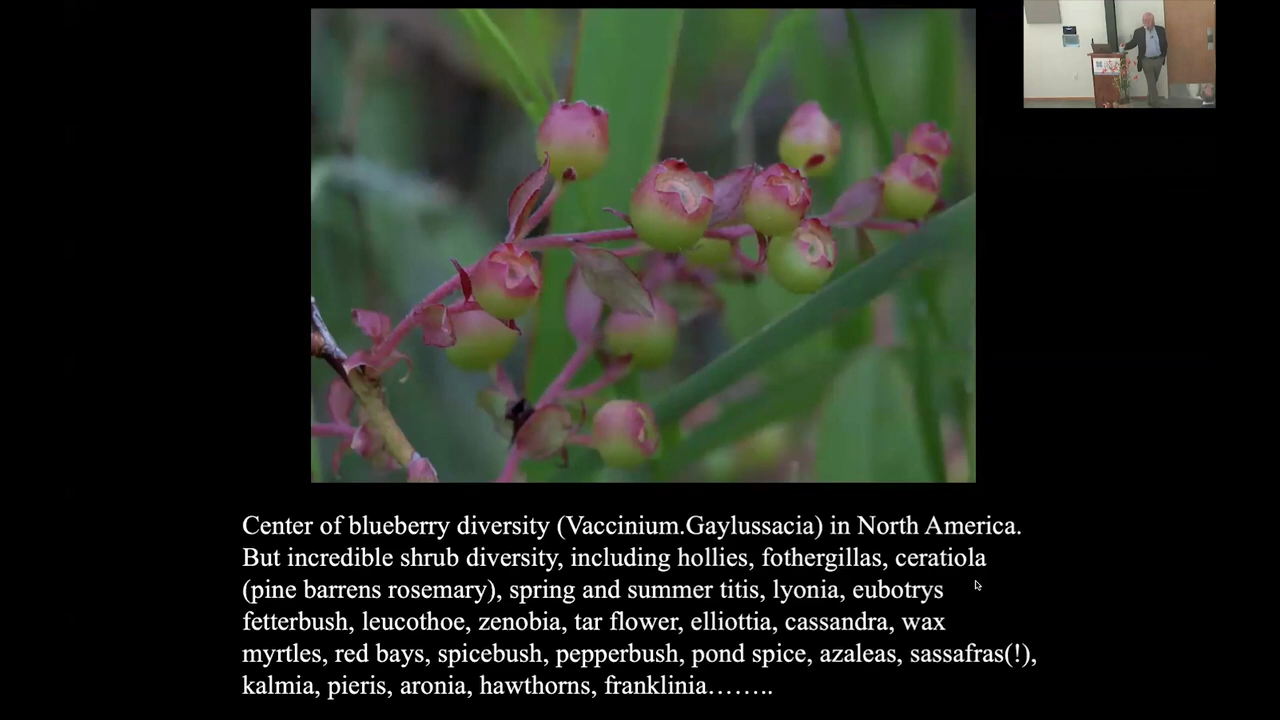 Center of blueberry diversity (Vaccinium.Gaylussacia) in North America.
But incredible shrub diversity, including hollies, fothergillas, ceratiola
(pine barrens rosemary), spring and summer titis, lyonia, eubotrys
fetterbush, leucothoe, zenobia, tar flower, elliottia, cassandra, wax
myrtles, red bays, spicebush, pepperbush, pond spice, azaleas, sassafras(!),
kalmia, pieris, aronia, hawthorns, franklinia……..